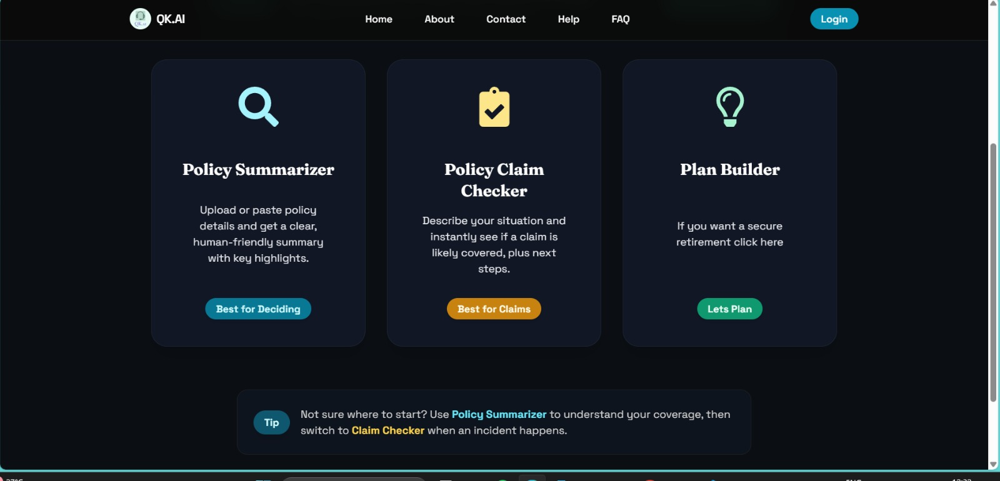 QK.AI
Home About Contact Help FAQ
Login
Policy Summarizer
Upload or paste policy
details and get a clear,
human-friendly summary
with key highlights.
Best for Deciding
Policy Claim
Checker
Describe your situation and
instantly see if a claim is
likely covered, plus next
steps.
Best for Claims
Plan Builder
If you want a secure
retirement click here
Lets Plan
Tip
Not sure where to start? Use Policy Summarizer to understand your coverage, then
switch to Claim Checker when an incident happens.